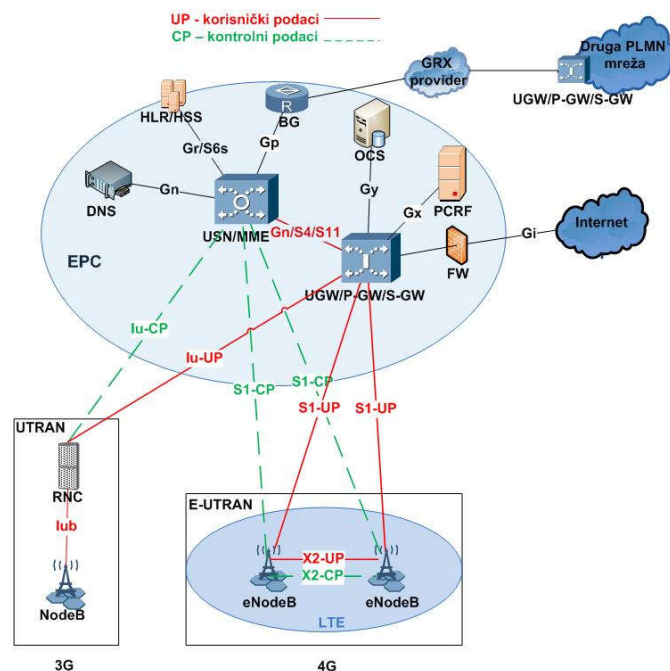 UP - korisnički podaci
CP – kontrolni podaci
GRX
provider
Druga PLMN
mreža
UGW/P-GW/S-GW
HLR/HSS
R
BG
OCS
Gr/S6s
Gp
Gn
DNS
Gy
Gx
PCRF
USN/MME
Gn/S4/S11
Internet
Gi
FW
EPC
UGW/P-GW/S-GW
Iu-CP
Iu-UP
S1-CP
S1-CP
S1-UP
S1-UP
UTRAN
RNC
Iub
NodeB
E-UTRAN
X2-UP
X2-CP
eNodeB
eNodeB
LTE
3G
4G